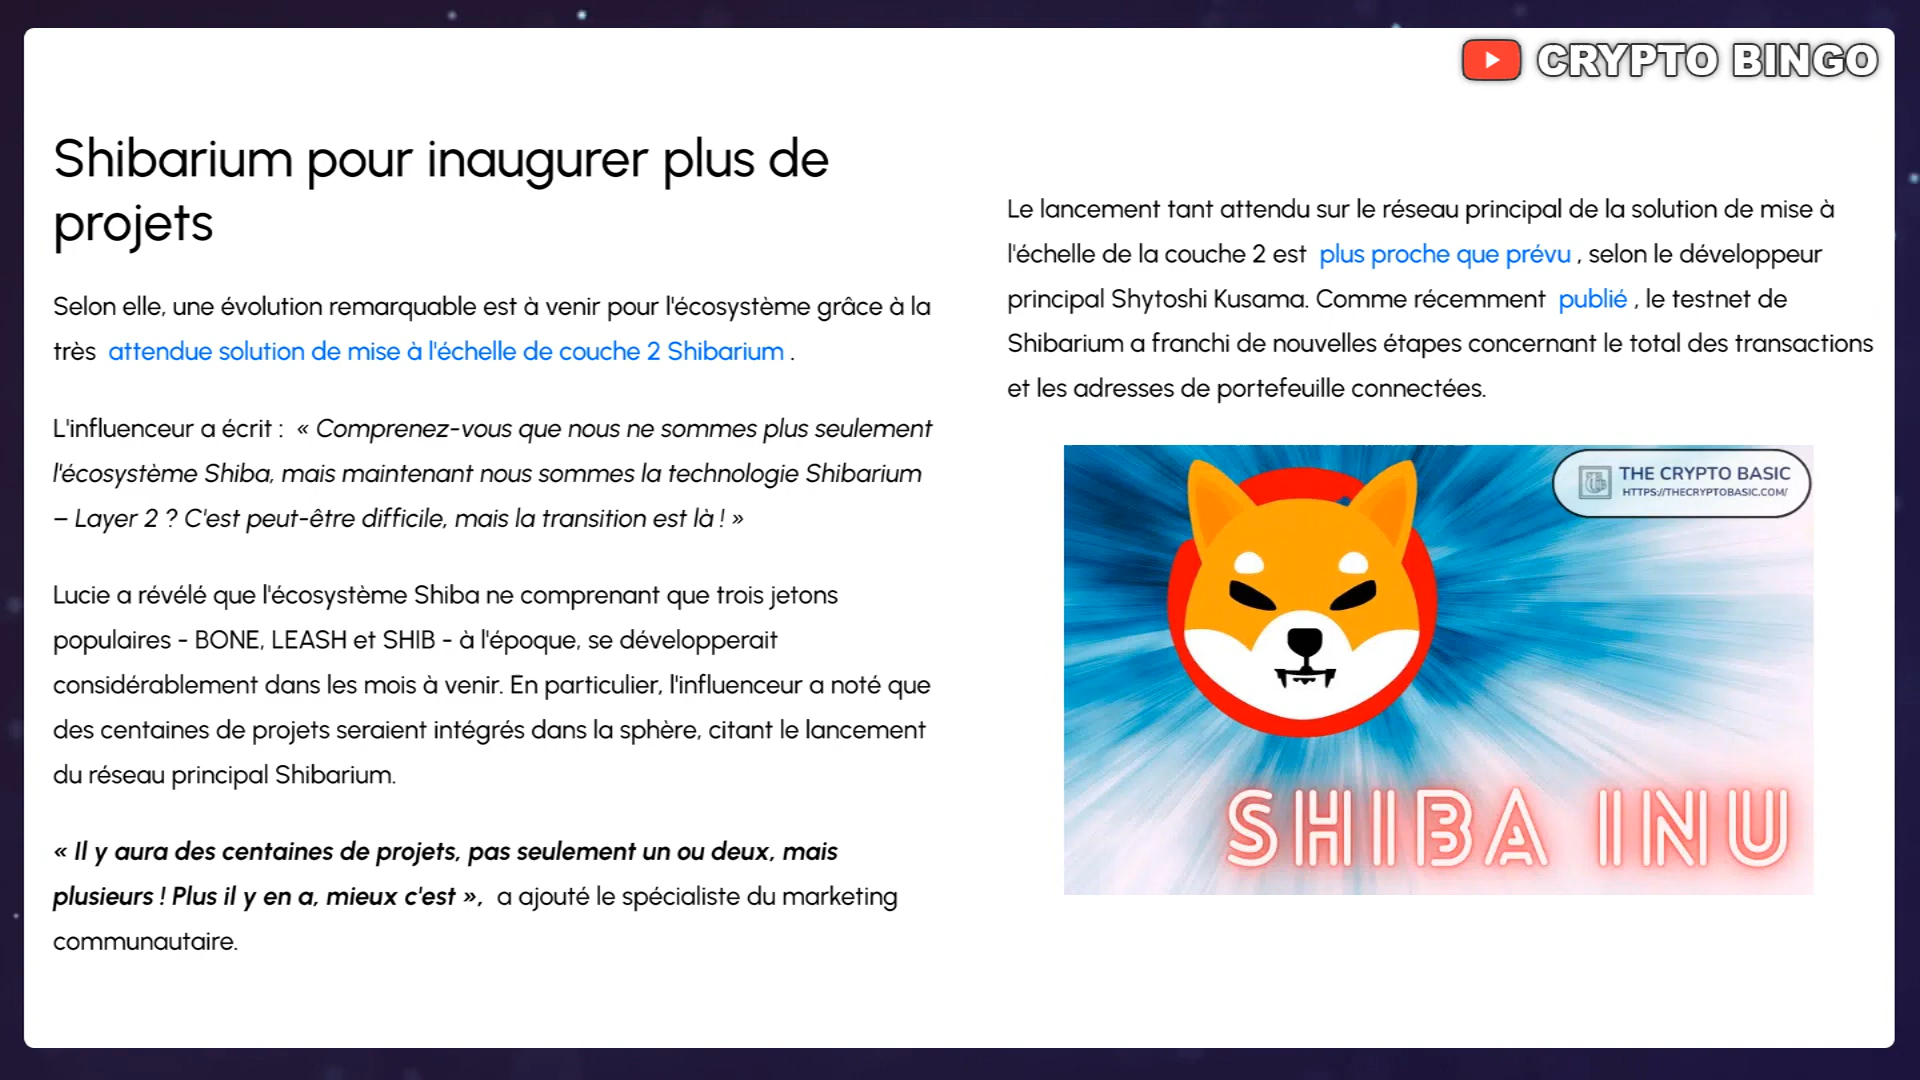 CRYPTO BINGO
Shibarium pour inaugurer plus de
projets
Selon elle, une évolution remarquable est à venir pour l'écosystème grâce à la
très attendue solution de mise à l'échelle de couche 2 Shibarium .
L'influenceur a écrit : « Comprenez-vous que nous ne sommes plus seulement
l'écosystème Shiba, mais maintenant nous sommes la technologie Shibarium
– Layer 2 ? C'est peut-être difficile, mais la transition est là ! »
Lucie a révélé que l'écosystème Shiba ne comprenant que trois jetons
populaires - BONE, LEASH et SHIB - à l'époque, se développerait
considérablement dans les mois à venir. En particulier, l'influenceur a noté que
des centaines de projets seraient intégrés dans la sphère, citant le lancement
du réseau principal Shibarium.
« Il y aura des centaines de projets, pas seulement un ou deux, mais
plusieurs ! Plus il y en a, mieux c'est », a ajouté le spécialiste du marketing
communautaire.
Le lancement tant attendu sur le réseau principal de la solution de mise à
l'échelle de la couche 2 est plus proche que prévu , selon le développeur
principal Shytoshi Kusama. Comme récemment publié , le testnet de
Shibarium a franchi de nouvelles étapes concernant le total des transactions
et les adresses de portefeuille connectées.
THE CRYPTO BASIC
HTTPS://THECRYPTOBASIC.COM/
SHIBA INU